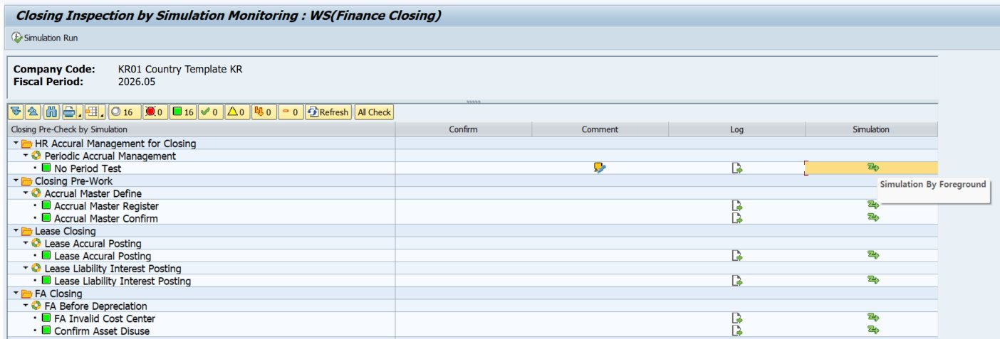 Closing Inspection by Simulation Monitoring : WS(Finance Closing)
Simulation Run
Company Code: KR01 Country Template KR
Fiscal Period: 2026.05
16 0 16 0 0 0 0 Refresh All Check
Closing Pre-Check by Simulation Confirm Comment Log Simulation
HR Accural Management for Closing
Periodic Accrual Management
No Period Test
Simulation By Foreground
Closing Pre-Work
Accrual Master Define
Accrual Master Register
Accrual Master Confirm
Lease Closing
Lease Accural Posting
Lease Accural Posting
Lease Liability Interest Posting
Lease Liability Interest Posting
FA Closing
FA Before Depreciation
FA Invalid Cost Center
Confirm Asset Disuse